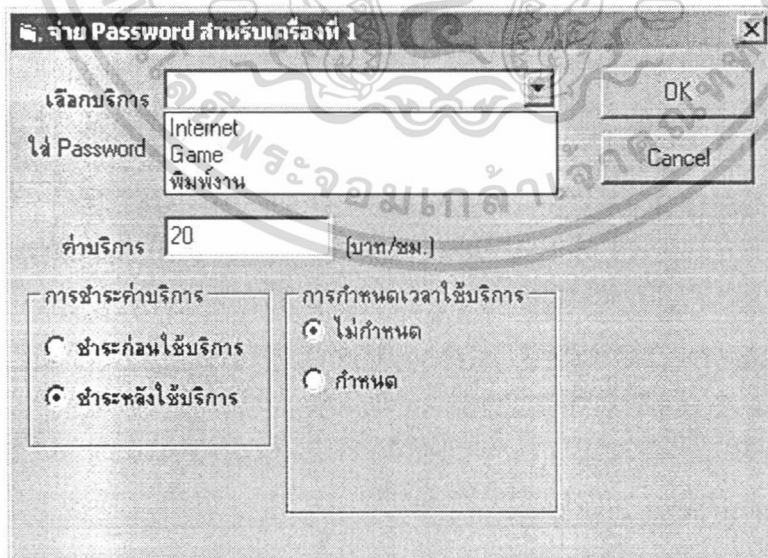 จ่าย Password สำหรับเครื่องที่ 1
เลือกบริการ
OK
Internet
ใส่ Password
Game
พิมพ์งาน
Cancel
ค่าบริการ 20 (บาท/ชม.)
การชำระค่าบริการ
ชำระก่อนใช้บริการ
ชำระหลังใช้บริการ
การกำหนดเวลาใช้บริการ
ไม่กำหนด
กำหนด